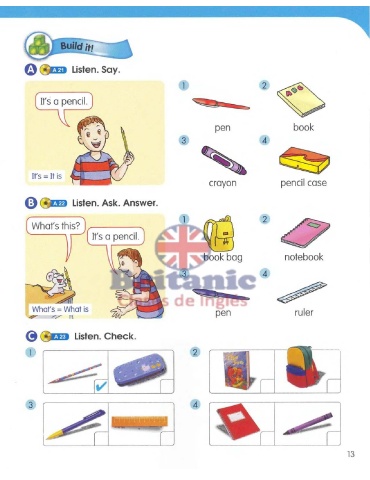 Build it!
A A 21 Listen. Say.
It's a pencil.
It's = It is
1
pen
2
book
3
crayon
4
pencil case
B A 22 Listen. Ask. Answer.
What's this?
It's a pencil.
What's = What is
1
book bag
2
notebook
3
pen
4
ruler
Britanic
de Inglés
C A 23 Listen. Check.
1
2
3
4
13